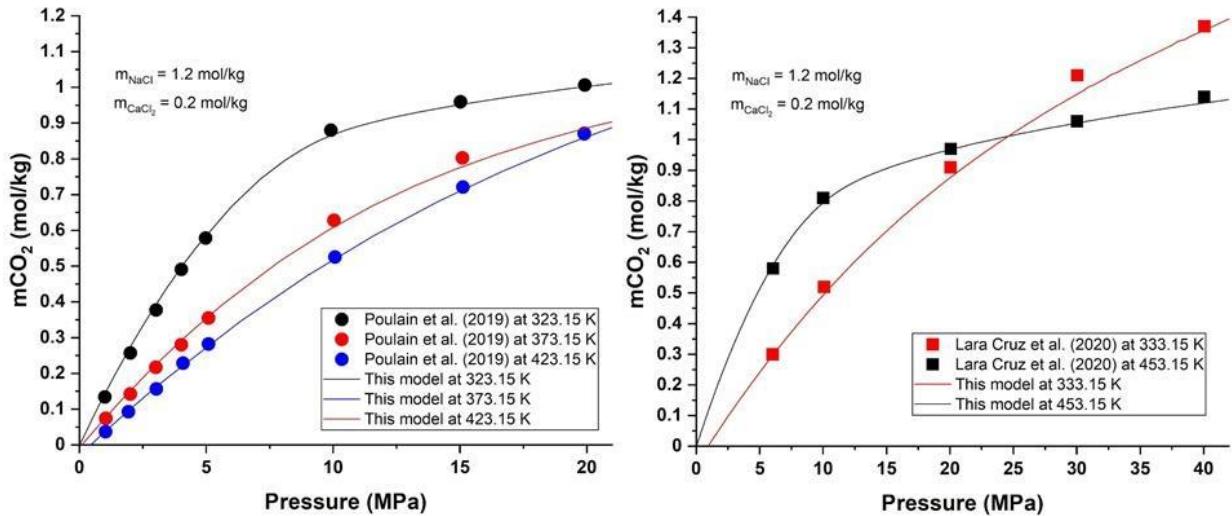 1.2
1.1
1
0.9
0.8
0.7
0.6
0.5
0.4
0.3
0.2
0.1
0
mCO₂ (mol/kg)
m_NaCl = 1.2 mol/kg
m_CaCl₂ = 0.2 mol/kg
Poulain et al. (2019) at 323.15 K
Poulain et al. (2019) at 373.15 K
Poulain et al. (2019) at 423.15 K
This model at 323.15 K
This model at 373.15 K
This model at 423.15 K
0 5 10 15 20
Pressure (MPa)
1.4
1.3
1.2
1.1
1
0.9
0.8
0.7
0.6
0.5
0.4
0.3
0.2
0.1
0
mCO₂ (mol/kg)
m_NaCl = 1.2 mol/kg
m_CaCl₂ = 0.2 mol/kg
Lara Cruz et al. (2020) at 333.15 K
Lara Cruz et al. (2020) at 453.15 K
This model at 333.15 K
This model at 453.15 K
0 5 10 15 20 25 30 35 40
Pressure (MPa)